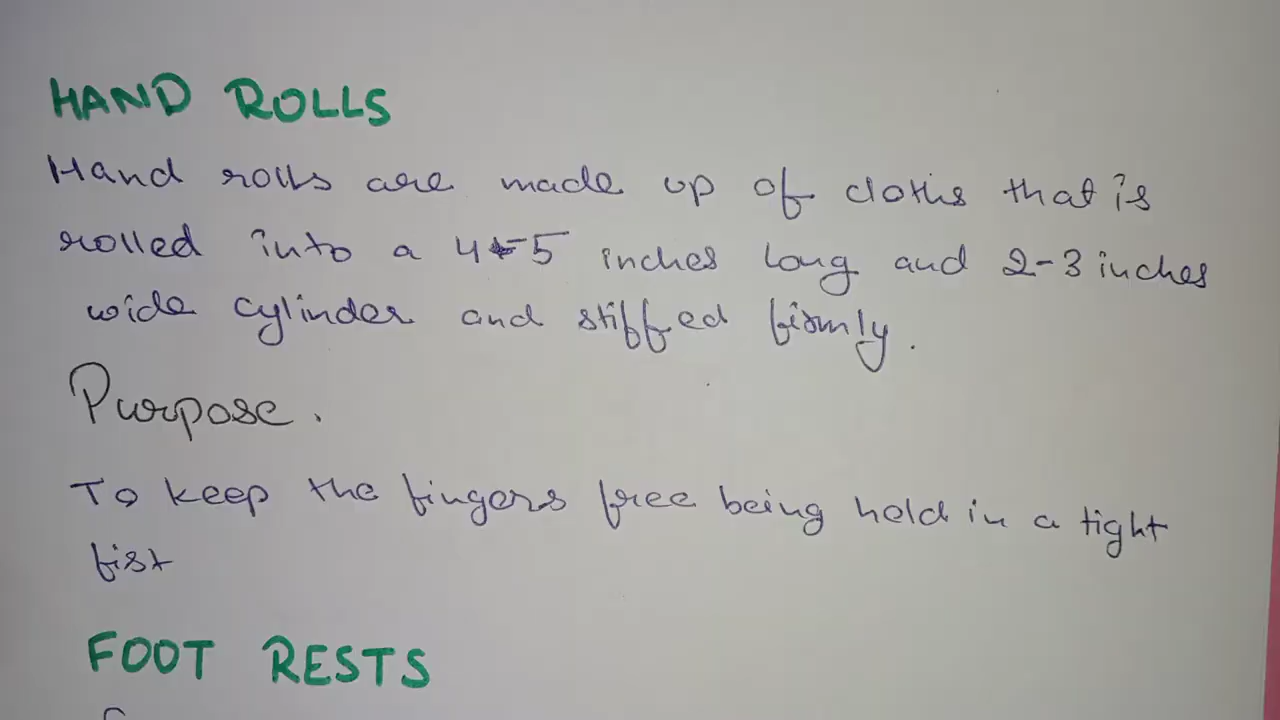 HAND ROLLS
Hand rolls are made up of cloths that is
rolled into a 4-5 inches long and 2-3 inches
wide cylinder and stiffed firmly.
Purpose.
To keep the fingers free being held in a tight
fist
FOOT RESTS